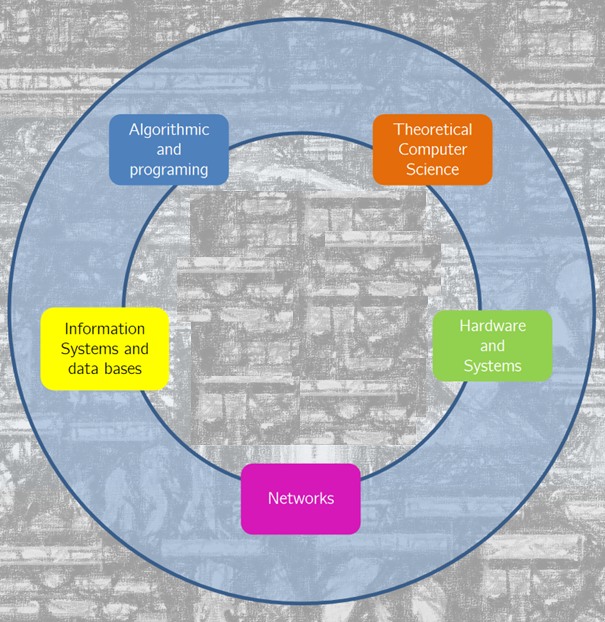 Algorithmic
and
programing
Theoretical
Computer
Science
Information
Systems and
data bases
Hardware
and
Systems
Networks